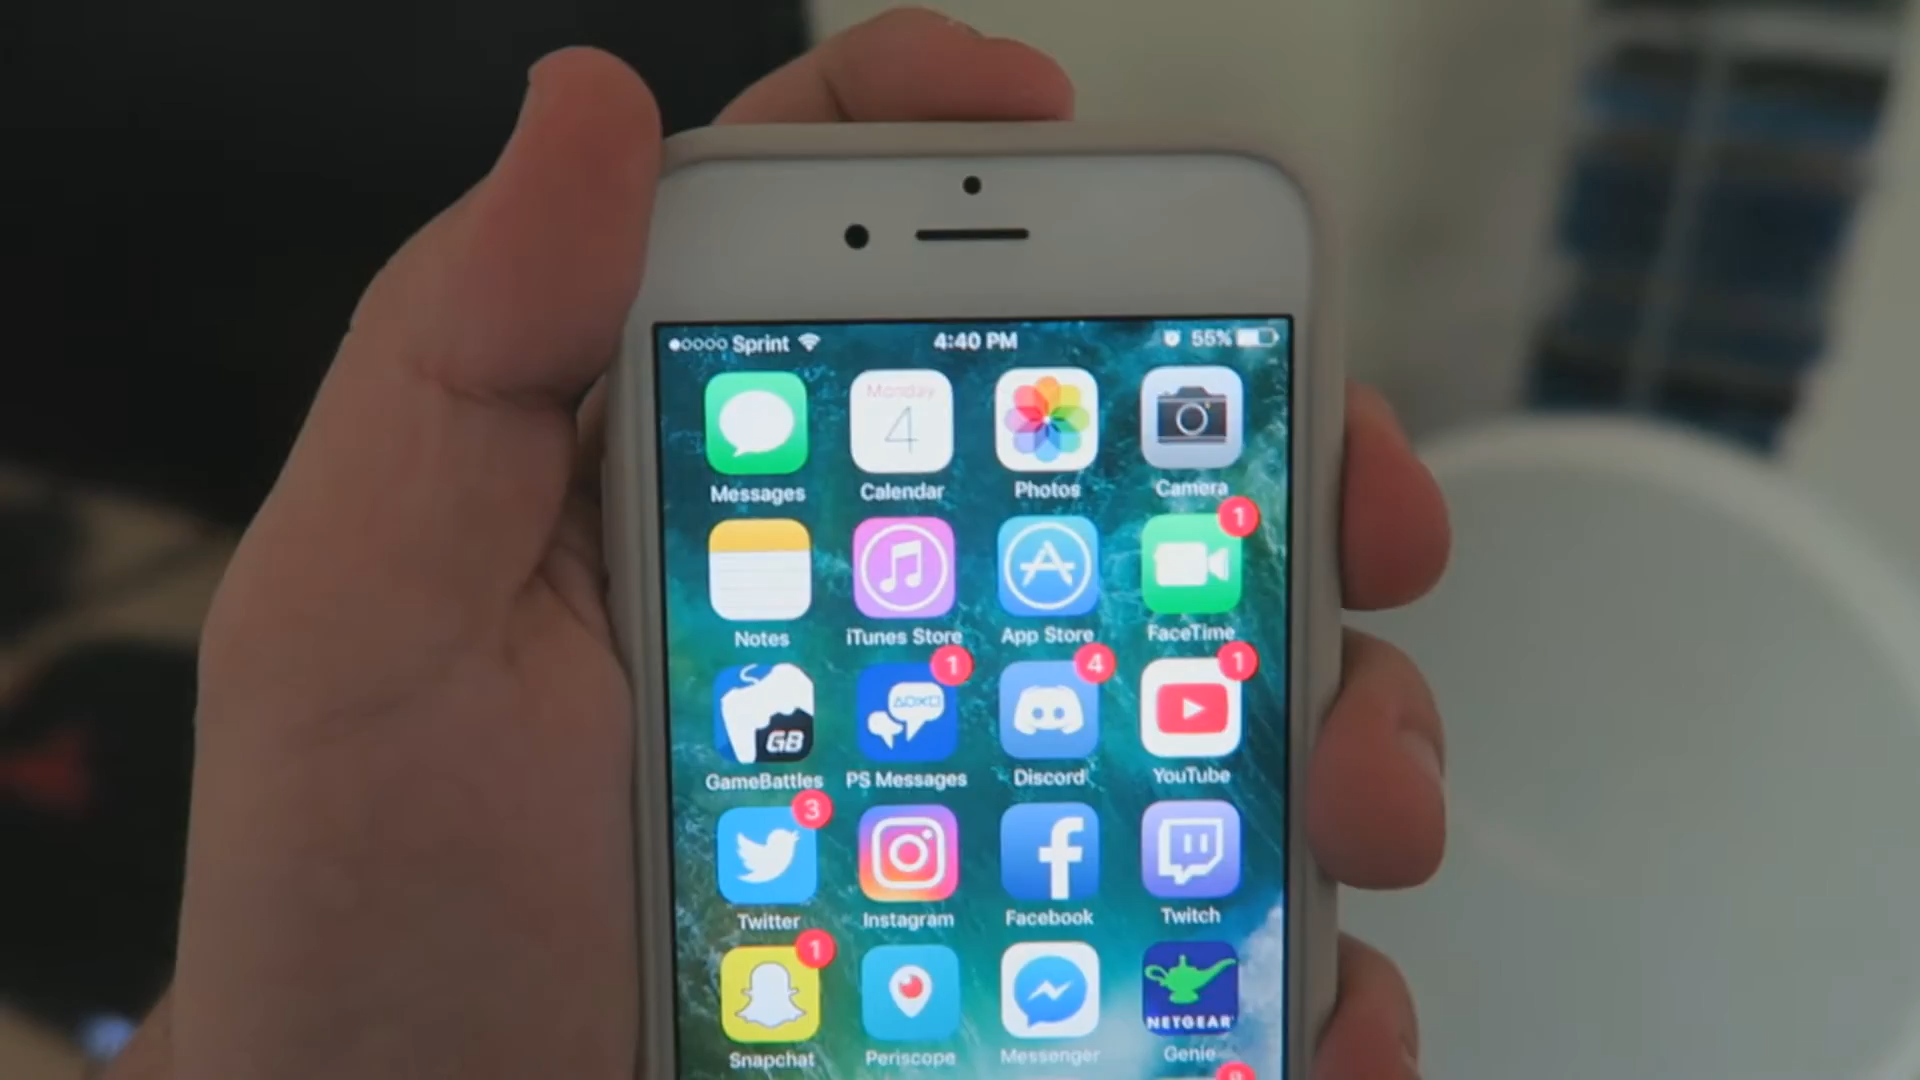 Sprint 4:40 PM 55%
Monday
4
Messages Calendar Photos Camera
1
Notes iTunes Store App Store FaceTime
1 4 1
GB
GameBattles PS Messages Discord YouTube
3
Twitter Instagram Facebook Twitch
1
NETGEAR
Snapchat Periscope Messenger Genie